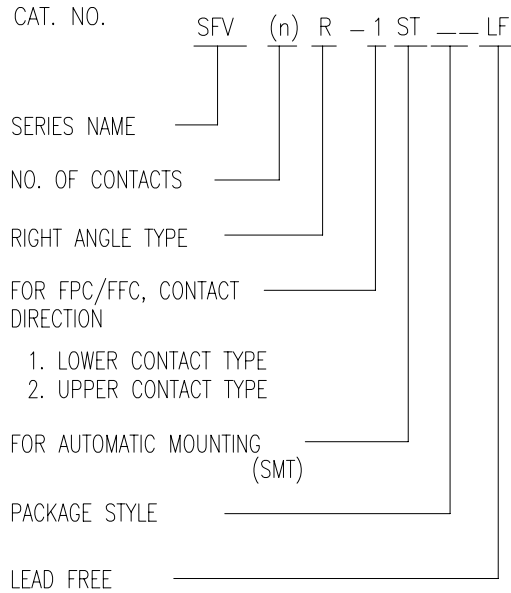 CAT. NO.
SFV (n) R - 1 ST __ LF
SERIES NAME
NO. OF CONTACTS
RIGHT ANGLE TYPE
FOR FPC/FFC, CONTACT
DIRECTION
1. LOWER CONTACT TYPE
2. UPPER CONTACT TYPE
FOR AUTOMATIC MOUNTING
(SMT)
PACKAGE STYLE
LEAD FREE